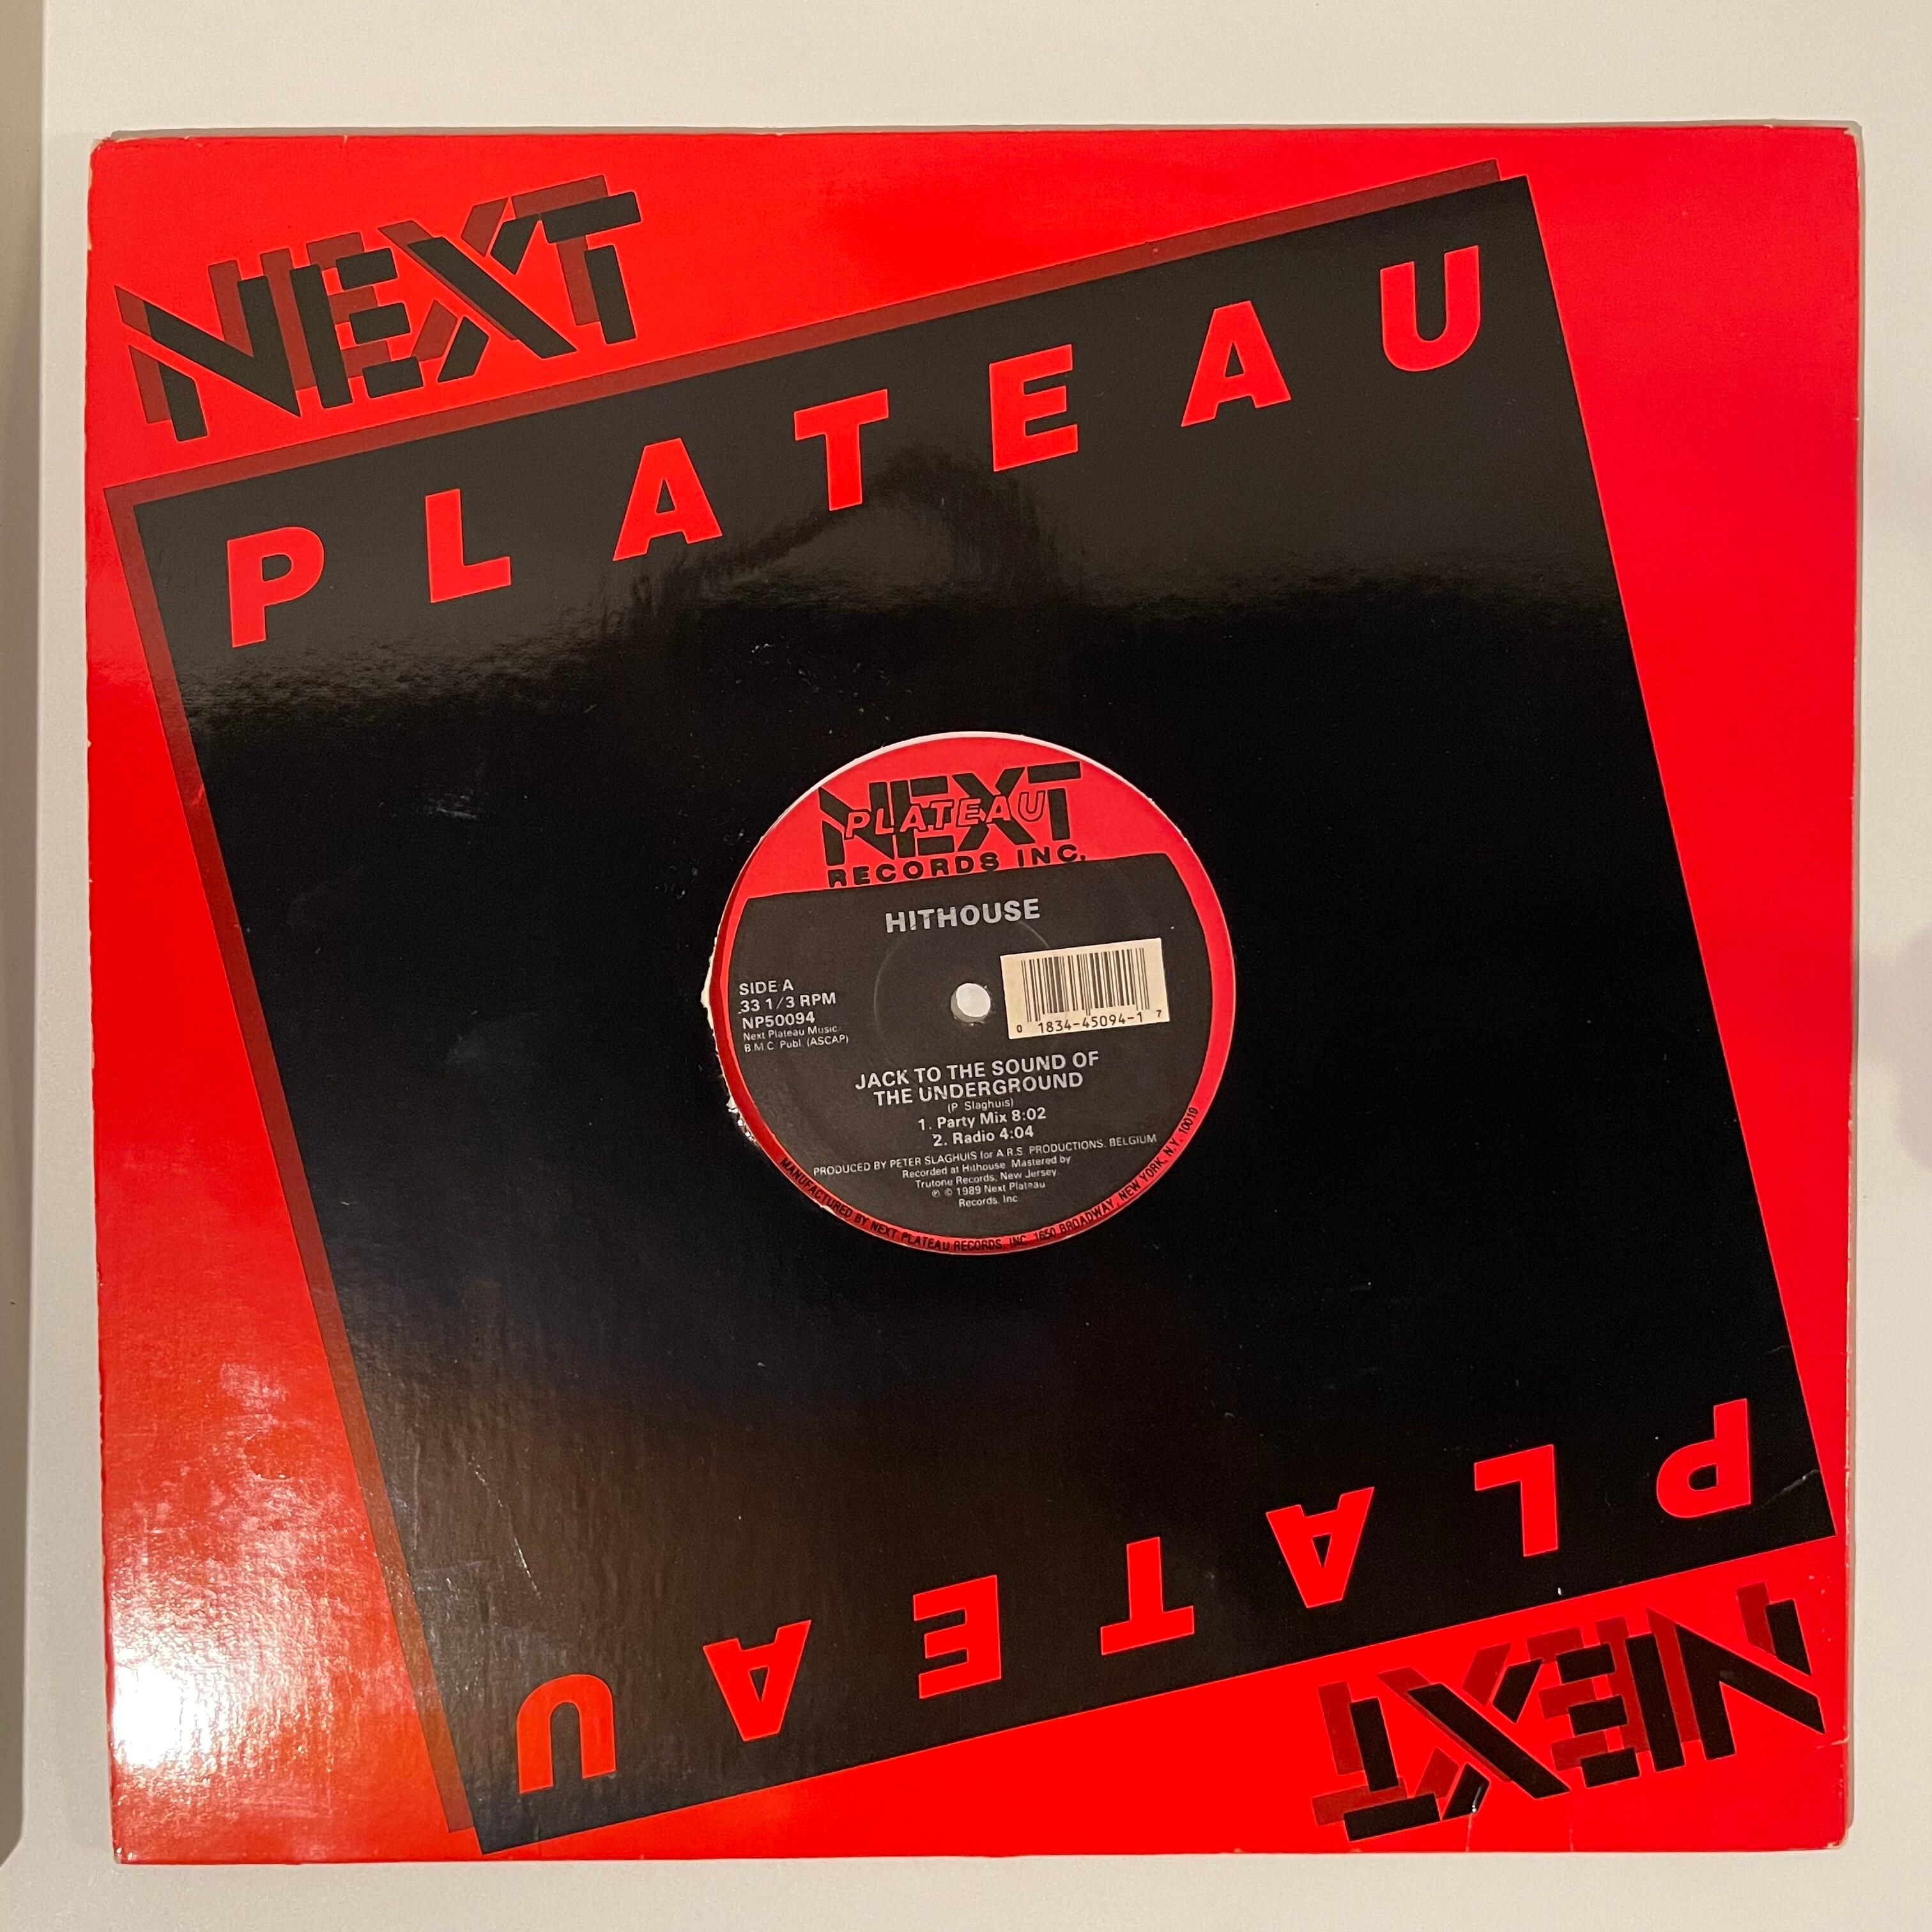 NEXT
PLATEAU
NEXT
PLATEAU
RECORDS INC.
HITHOUSE
SIDE A
33 1/3 RPM
NP50094
Next Plateau Music
B.M.C. Publ. (ASCAP)
0 1834-45094-1 7
JACK TO THE SOUND OF
THE UNDERGROUND
(P. Slaghuis)
1. Party Mix 8:02
2. Radio 4:04
PRODUCED BY PETER SLAGHUIS for A.R.S. PRODUCTIONS, BELGIUM
Recorded at Hithouse. Mastered by
Trutone Records, New Jersey.
℗ © 1989 Next Plateau
Records, Inc.
MANUFACTURED BY NEXT PLATEAU RECORDS, INC. 1650 BROADWAY, NEW YORK, N.Y. 10019
PLATEAU
NEXT